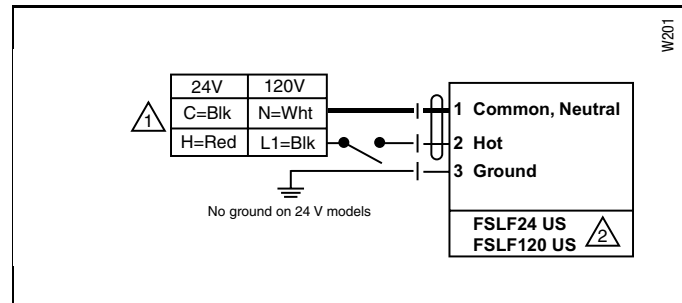 W201
24V 120V
C=Blk N=Wht
H=Red L1=Blk
1
1 Common, Neutral
2 Hot
3 Ground
No ground on 24 V models
FSLF24 US
FSLF120 US
2